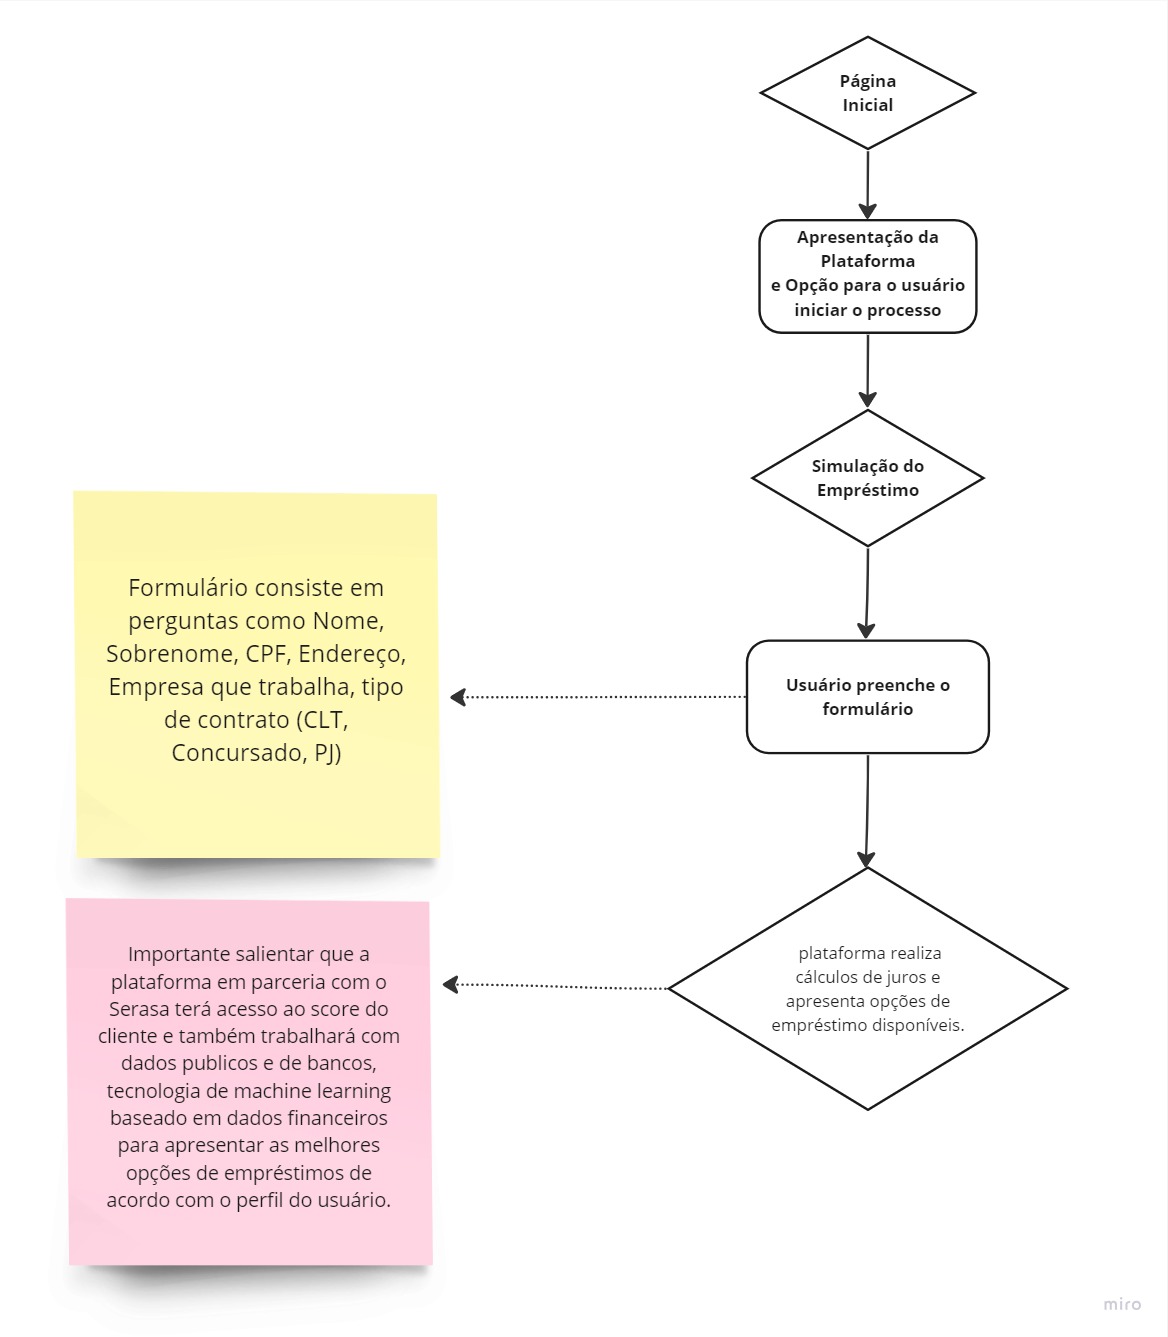 Página
Inicial
Apresentação da
Plataforma
e Opção para o usuário
iniciar o processo
Simulação do
Empréstimo
Usuário preenche o
formulário
Formulário consiste em
perguntas como Nome,
Sobrenome, CPF, Endereço,
Empresa que trabalha, tipo
de contrato (CLT,
Concursado, PJ)
plataforma realiza
cálculos de juros e
apresenta opções de
empréstimo disponíveis.
Importante salientar que a
plataforma em parceria com o
Serasa terá acesso ao score do
cliente e também trabalhará com
dados publicos e de bancos,
tecnologia de machine learning
baseado em dados financeiros
para apresentar as melhores
opções de empréstimos de
acordo com o perfil do usuário.
miro